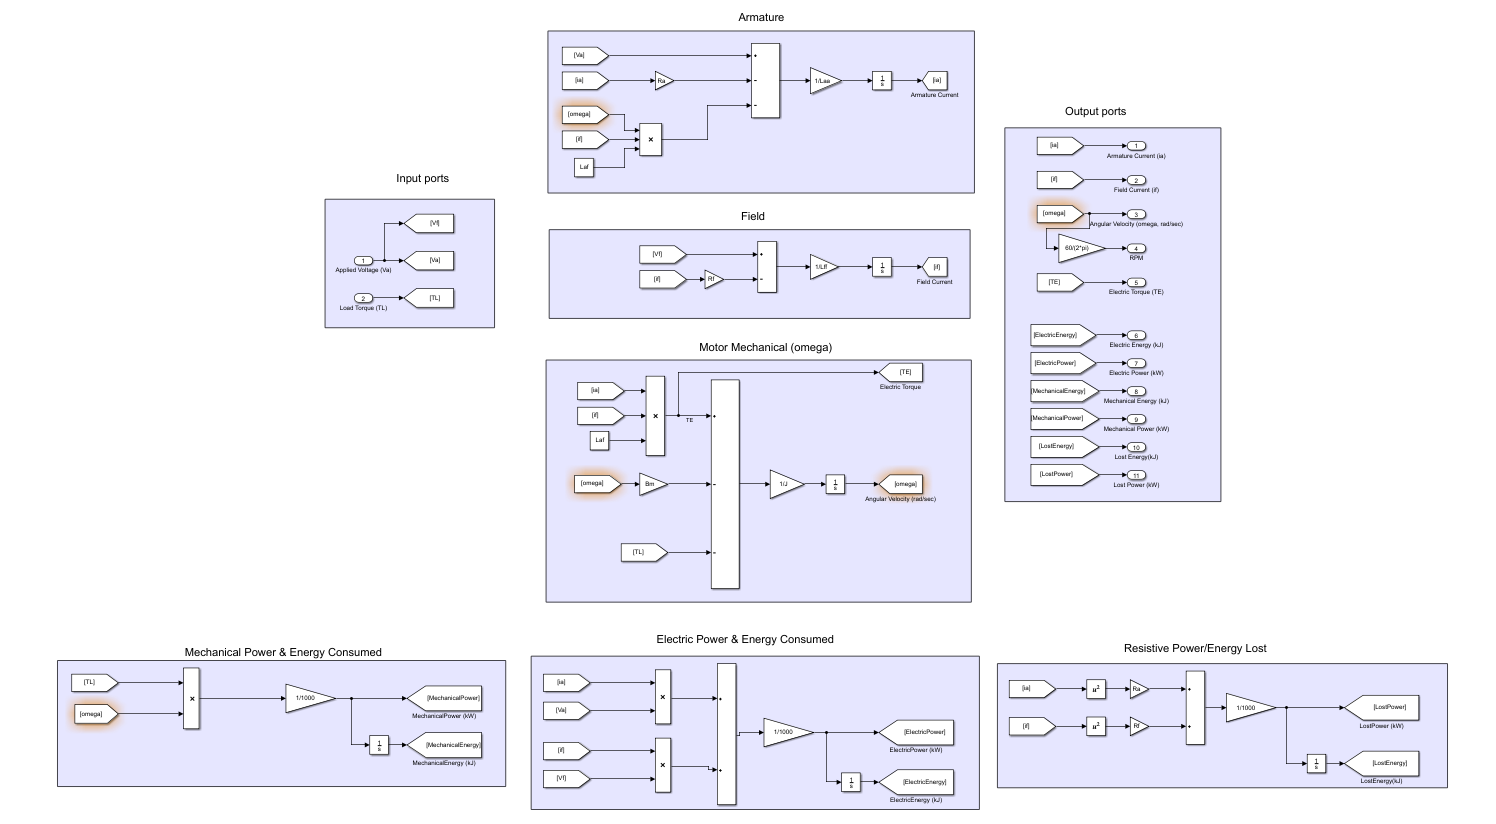 Armature
[Va]
+
[ia]
Ra
-
1/Laa
1
s
[ia]
Armature Current
[omega]
-
[if]
×
Laf
Input ports
[Vf]
1
[Va]
Applied Voltage (Va)
2
[TL]
Load Torque (TL)
Field
[Vf]
+
1/Lff
1
s
[if]
Field Current
[if]
Rf
-
Motor Mechanical (omega)
[TE]
Electric Torque
[ia]
[if]
×
TE
+
Laf
[omega]
Bm
-
1/J
1
s
[omega]
Angular Velocity (rad/sec)
[TL]
-
Output ports
[ia]
1
Armature Current (ia)
[if]
2
Field Current (if)
[omega]
3
Angular Velocity (omega, rad/sec)
60/(2*pi)
4
RPM
[TE]
5
Electric Torque (TE)
[ElectricEnergy]
6
Electric Energy (kJ)
[ElectricPower]
7
Electric Power (kW)
[MechanicalEnergy]
8
Mechanical Energy (kJ)
[MechanicalPower]
9
Mechanical Power (kW)
[LostEnergy]
10
Lost Energy(kJ)
[LostPower]
11
Lost Power (kW)
Mechanical Power & Energy Consumed
[TL]
×
1/1000
[MechanicalPower]
MechanicalPower (kW)
[omega]
1
s
[MechanicalEnergy]
MechanicalEnergy (kJ)
Electric Power & Energy Consumed
[ia]
×
+
[Va]
1/1000
[ElectricPower]
ElectricPower (kW)
[if]
×
+
[Vf]
1
s
[ElectricEnergy]
ElectricEnergy (kJ)
Resistive Power/Energy Lost
[ia]
u²
Ra
+
1/1000
[LostPower]
LostPower (kW)
[if]
u²
Rf
+
1
s
[LostEnergy]
LostEnergy(kJ)